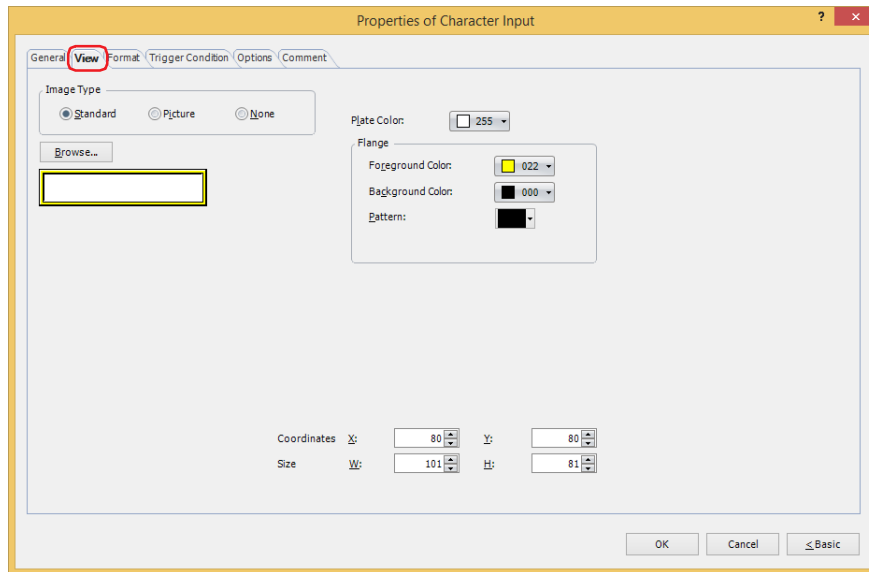 Properties of Character Input
? ×
General View Format Trigger Condition Options Comment
Image Type
Standard Picture None
Browse...
Plate Color: 255
Flange
Foreground Color: 022
Background Color: 000
Pattern:
Coordinates X: 80 Y: 80
Size W: 101 H: 81
OK Cancel < Basic